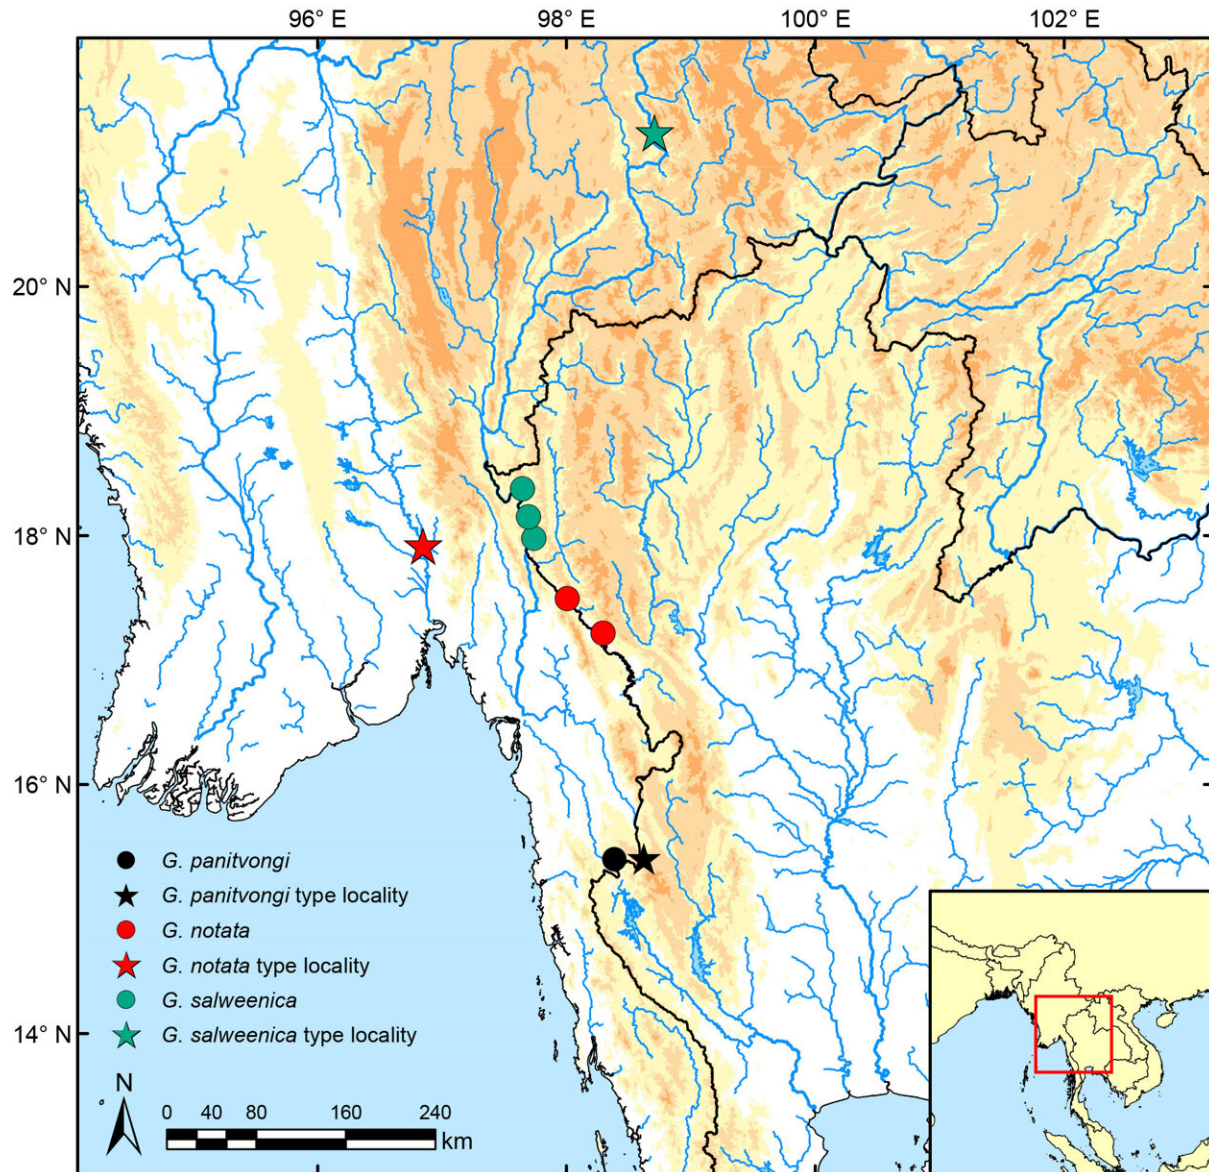 96° E 98° E 100° E 102° E
20° N
18° N
16° N
14° N
G. panitvongi
G. panitvongi type locality
G. notata
G. notata type locality
G. salweenica
G. salweenica type locality
N
0 40 80 160 240
km